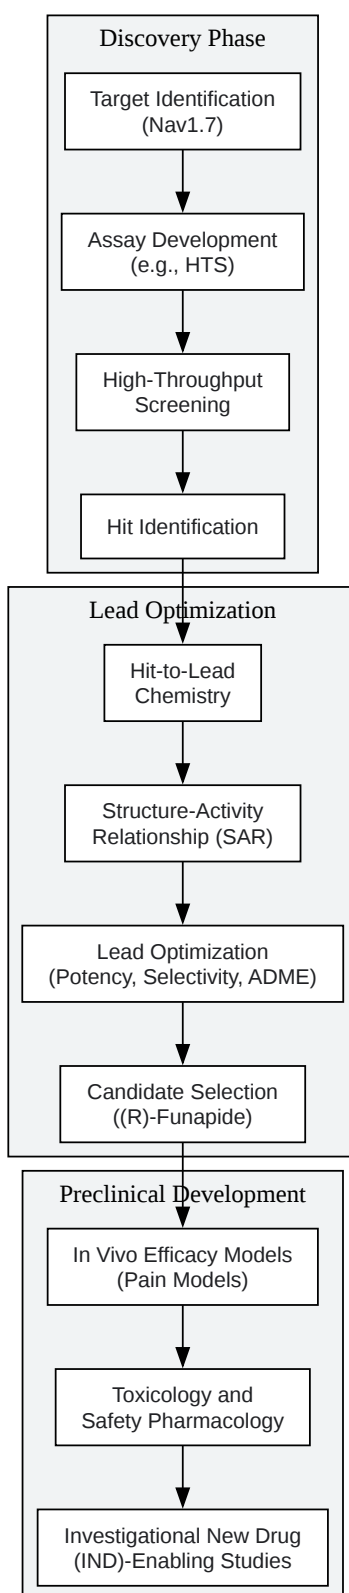 Discovery Phase
Target Identification
(Nav1.7)
Assay Development
(e.g., HTS)
High-Throughput
Screening
Hit Identification
Lead Optimization
Hit-to-Lead
Chemistry
Structure-Activity
Relationship (SAR)
Lead Optimization
(Potency, Selectivity, ADME)
Candidate Selection
((R)-Funapide)
Preclinical Development
In Vivo Efficacy Models
(Pain Models)
Toxicology and
Safety Pharmacology
Investigational New Drug
(IND)-Enabling Studies